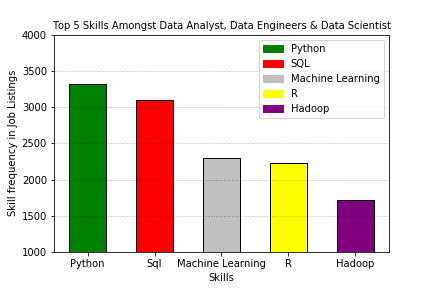 Top 5 Skills Amongst Data Analyst, Data Engineers & Data Scientist
4000
3500
3000
2500
2000
1500
1000
Skill frequency in Job Listings
Python
SQL
Machine Learning
R
Hadoop
Python Sql Machine Learning R Hadoop
Skills